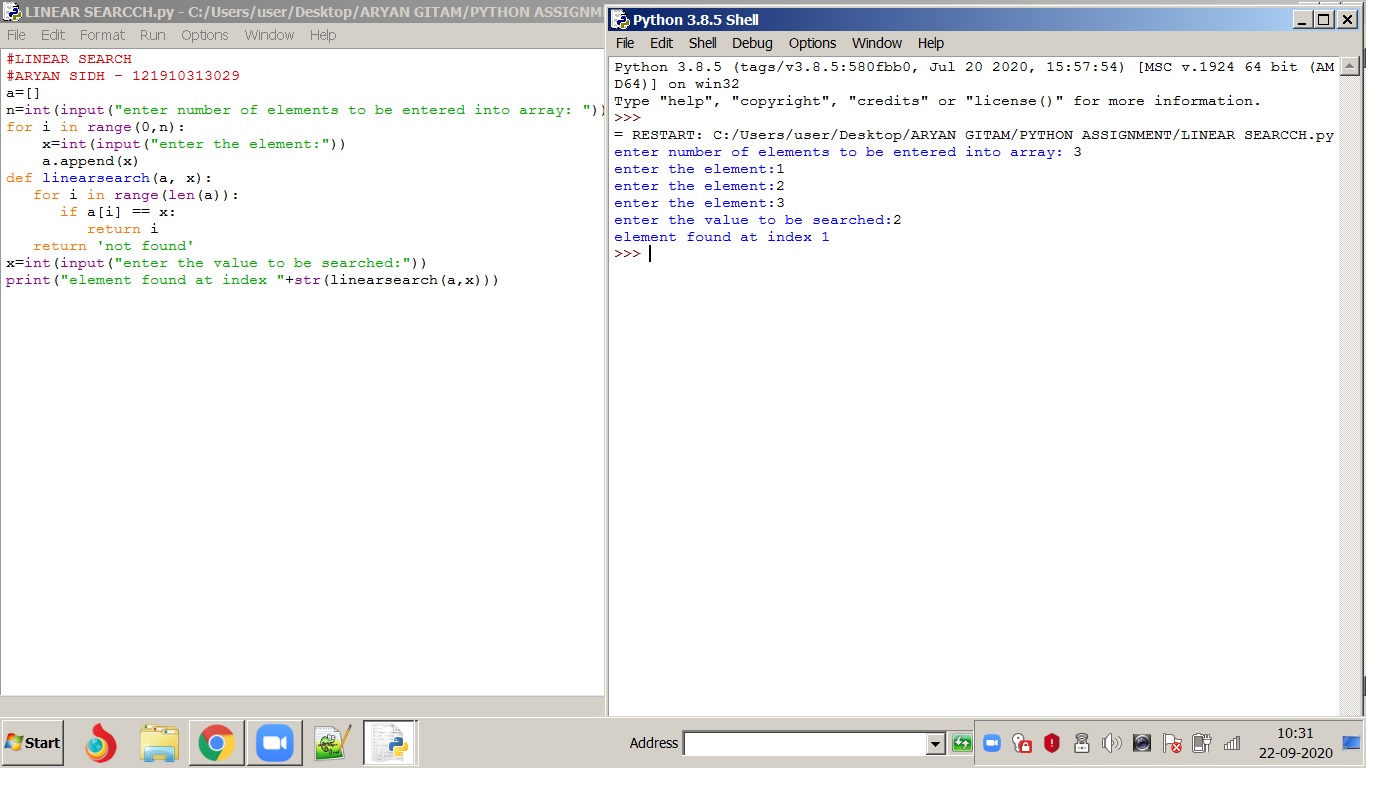 LINEAR SEARCCH.py - C:/Users/user/Desktop/ARYAN GITAM/PYTHON ASSIGNM
File Edit Format Run Options Window Help
#LINEAR SEARCH
#ARYAN SIDH - 121910313029
a=[]
n=int(input("enter number of elements to be entered into array: "))
for i in range(0,n):
    x=int(input("enter the element:"))
    a.append(x)
def linearsearch(a, x):
   for i in range(len(a)):
      if a[i] == x:
         return i
   return 'not found'
x=int(input("enter the value to be searched:"))
print("element found at index "+str(linearsearch(a,x)))
Python 3.8.5 Shell
File Edit Shell Debug Options Window Help
Python 3.8.5 (tags/v3.8.5:580fbb0, Jul 20 2020, 15:57:54) [MSC v.1924 64 bit (AM
D64)] on win32
Type "help", "copyright", "credits" or "license()" for more information.
>>>
= RESTART: C:/Users/user/Desktop/ARYAN GITAM/PYTHON ASSIGNMENT/LINEAR SEARCCH.py
enter number of elements to be entered into array: 3
enter the element:1
enter the element:2
enter the element:3
enter the value to be searched:2
element found at index 1
>>>
Start
Address
10:31
22-09-2020